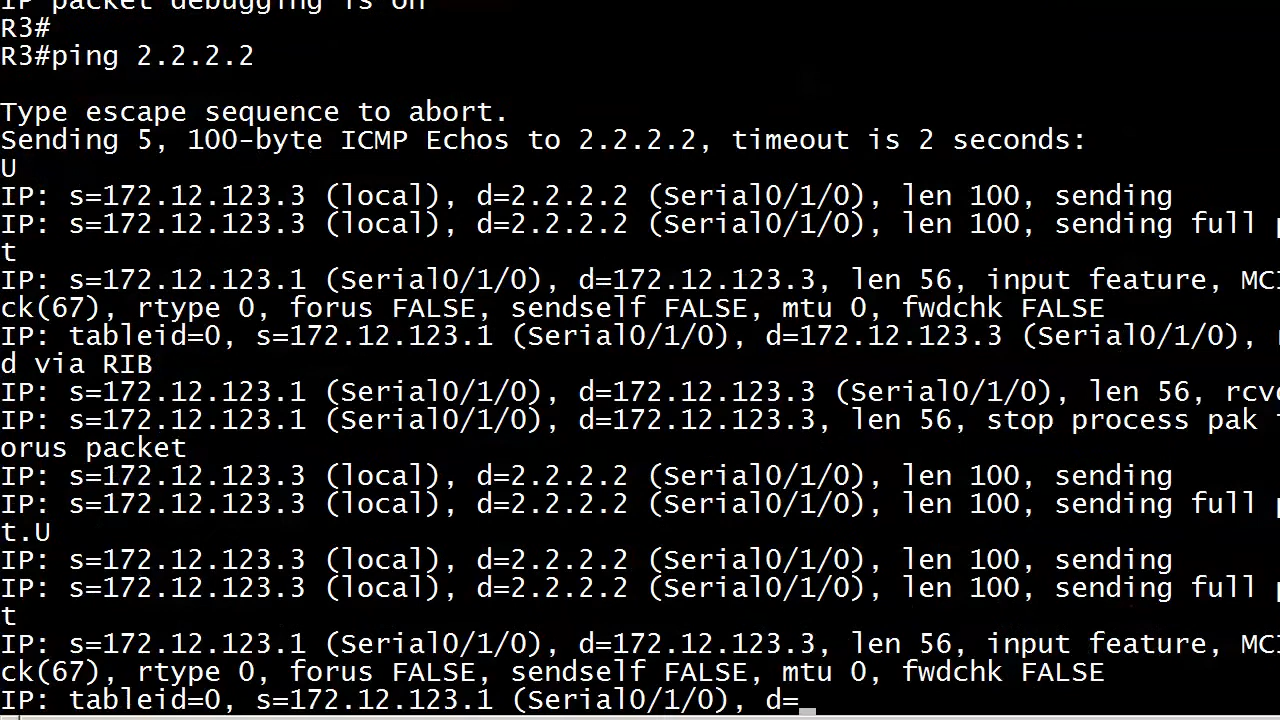 IP packet debugging is on
R3#
R3#ping 2.2.2.2
Type escape sequence to abort.
Sending 5, 100-byte ICMP Echos to 2.2.2.2, timeout is 2 seconds:
U
IP: s=172.12.123.3 (local), d=2.2.2.2 (Serial0/1/0), len 100, sending
IP: s=172.12.123.3 (local), d=2.2.2.2 (Serial0/1/0), len 100, sending full
t
IP: s=172.12.123.1 (Serial0/1/0), d=172.12.123.3, len 56, input feature, MCI
ck(67), rtype 0, forus FALSE, sendself FALSE, mtu 0, fwdchk FALSE
IP: tableid=0, s=172.12.123.1 (Serial0/1/0), d=172.12.123.3 (Serial0/1/0),
d via RIB
IP: s=172.12.123.1 (Serial0/1/0), d=172.12.123.3 (Serial0/1/0), len 56, rcvd
IP: s=172.12.123.1 (Serial0/1/0), d=172.12.123.3, len 56, stop process pak
orus packet
IP: s=172.12.123.3 (local), d=2.2.2.2 (Serial0/1/0), len 100, sending
IP: s=172.12.123.3 (local), d=2.2.2.2 (Serial0/1/0), len 100, sending full
t.U
IP: s=172.12.123.3 (local), d=2.2.2.2 (Serial0/1/0), len 100, sending
IP: s=172.12.123.3 (local), d=2.2.2.2 (Serial0/1/0), len 100, sending full
t
IP: s=172.12.123.1 (Serial0/1/0), d=172.12.123.3, len 56, input feature, MCI
ck(67), rtype 0, forus FALSE, sendself FALSE, mtu 0, fwdchk FALSE
IP: tableid=0, s=172.12.123.1 (Serial0/1/0), d=